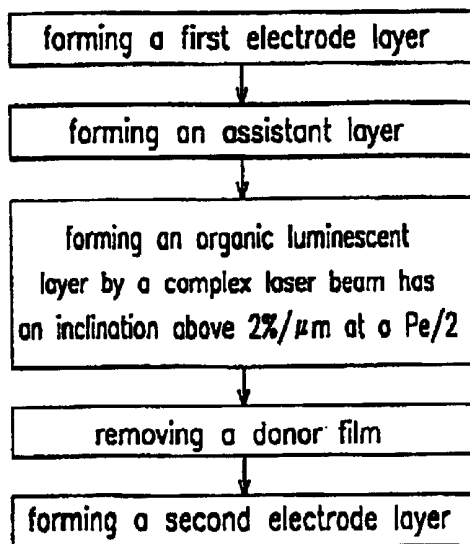 forming a first electrode layer
forming an assistant layer
forming an organic luminescent
layer by a complex laser beam has
an inclination above 2%/μm at a Pe/2
removing a donor film
forming a second electrode layer